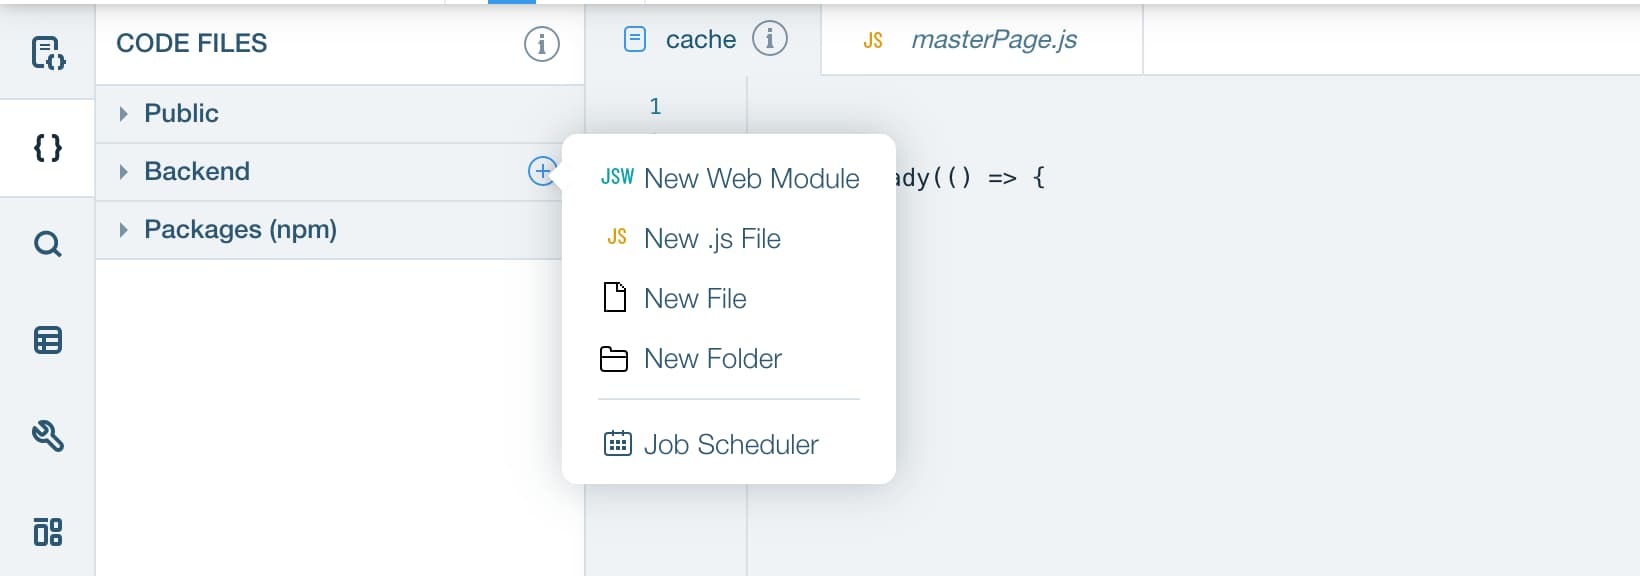 CODE FILES
cache
JS masterPage.js
Public
1
Backend
Packages (npm)
JSW New Web Module
JS New .js File
New File
New Folder
Job Scheduler
dy(() => {